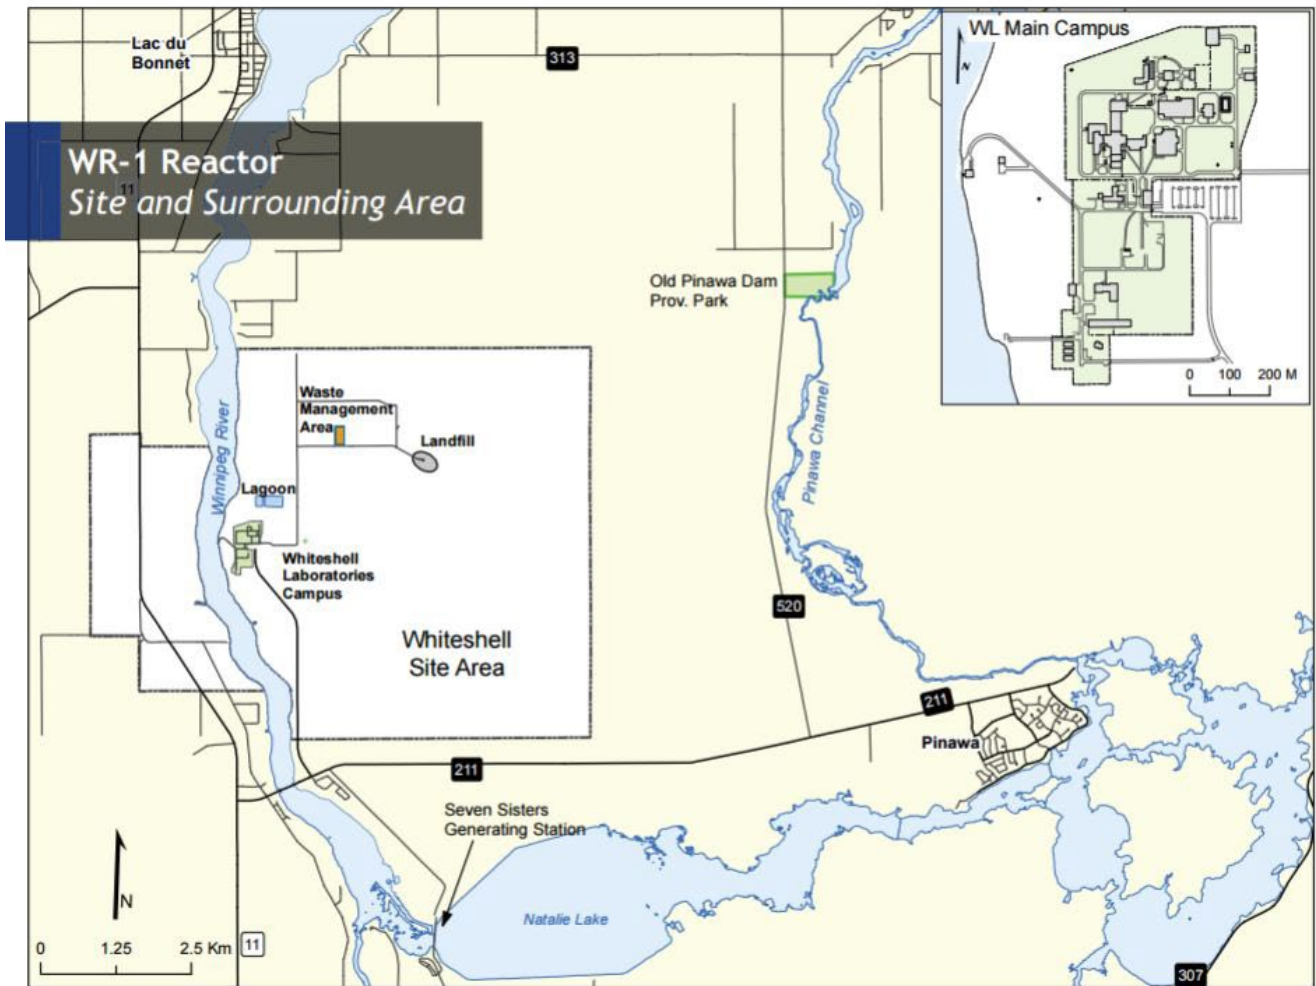 Lac du
Bonnet
313
WL Main Campus
N
WR-1 Reactor
11
Site and Surrounding Area
Old Pinawa Dam
Prov. Park
0 100 200 M
Waste
Management
Area
Landfill
Winnipeg River
Pinawa Channel
Lagoon
Whiteshell
Laboratories
Campus
520
Whiteshell
Site Area
211
Pinawa
211
Seven Sisters
Generating Station
N
Natalie Lake
0 1.25 2.5 Km
11
307